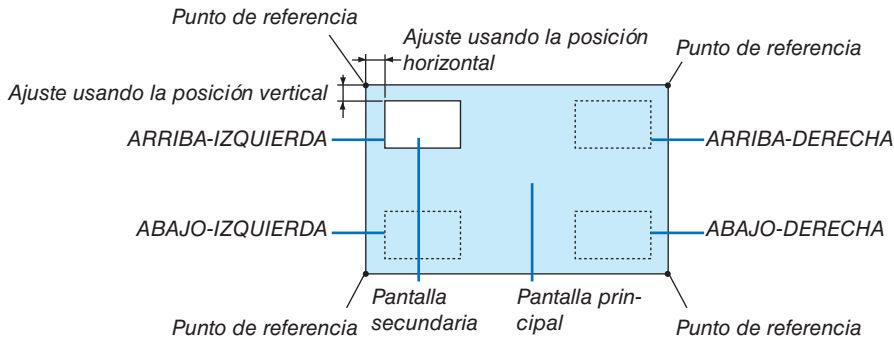 Punto de referencia
Ajuste usando la posición
horizontal
Punto de referencia
Ajuste usando la posición vertical
ARRIBA-IZQUIERDA
ARRIBA-DERECHA
ABAJO-IZQUIERDA
ABAJO-DERECHA
Pantalla
secundaria
Pantalla prin-
cipal
Punto de referencia
Punto de referencia